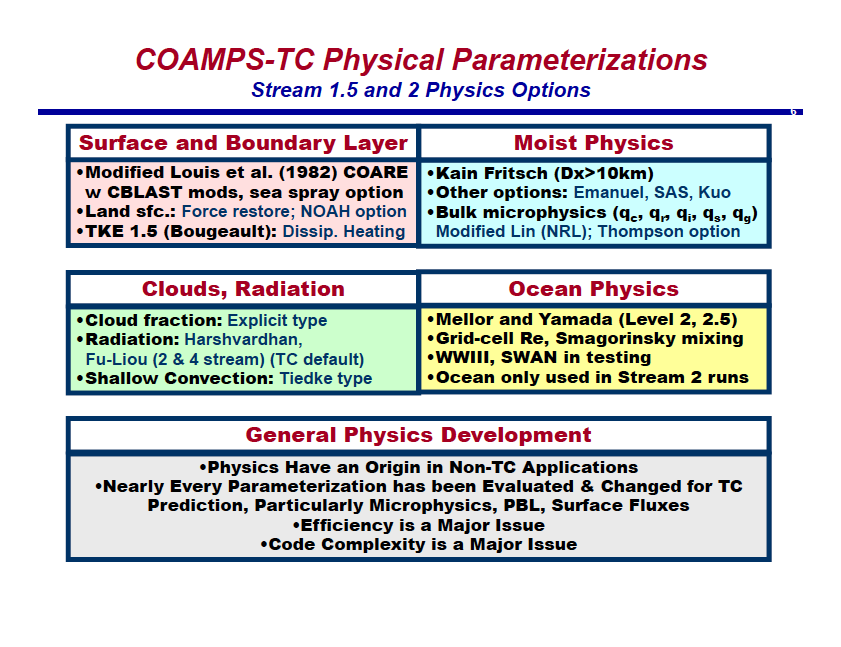 COAMPS-TC Physical Parameterizations
Stream 1.5 and 2 Physics Options
6
Surface and Boundary Layer
•Modified Louis et al. (1982) COARE
w CBLAST mods, sea spray option
•Land sfc.: Force restore; NOAH option
•TKE 1.5 (Bougeault): Dissip. Heating
Moist Physics
•Kain Fritsch (Dx>10km)
•Other options: Emanuel, SAS, Kuo
•Bulk microphysics (qc, qr, qi, qs, qg)
Modified Lin (NRL); Thompson option
Clouds, Radiation
•Cloud fraction: Explicit type
•Radiation: Harshvardhan,
Fu-Liou (2 & 4 stream) (TC default)
•Shallow Convection: Tiedke type
Ocean Physics
•Mellor and Yamada (Level 2, 2.5)
•Grid-cell Re, Smagorinsky mixing
•WWIII, SWAN in testing
•Ocean only used in Stream 2 runs
General Physics Development
•Physics Have an Origin in Non-TC Applications
•Nearly Every Parameterization has been Evaluated & Changed for TC
Prediction, Particularly Microphysics, PBL, Surface Fluxes
•Efficiency is a Major Issue
•Code Complexity is a Major Issue